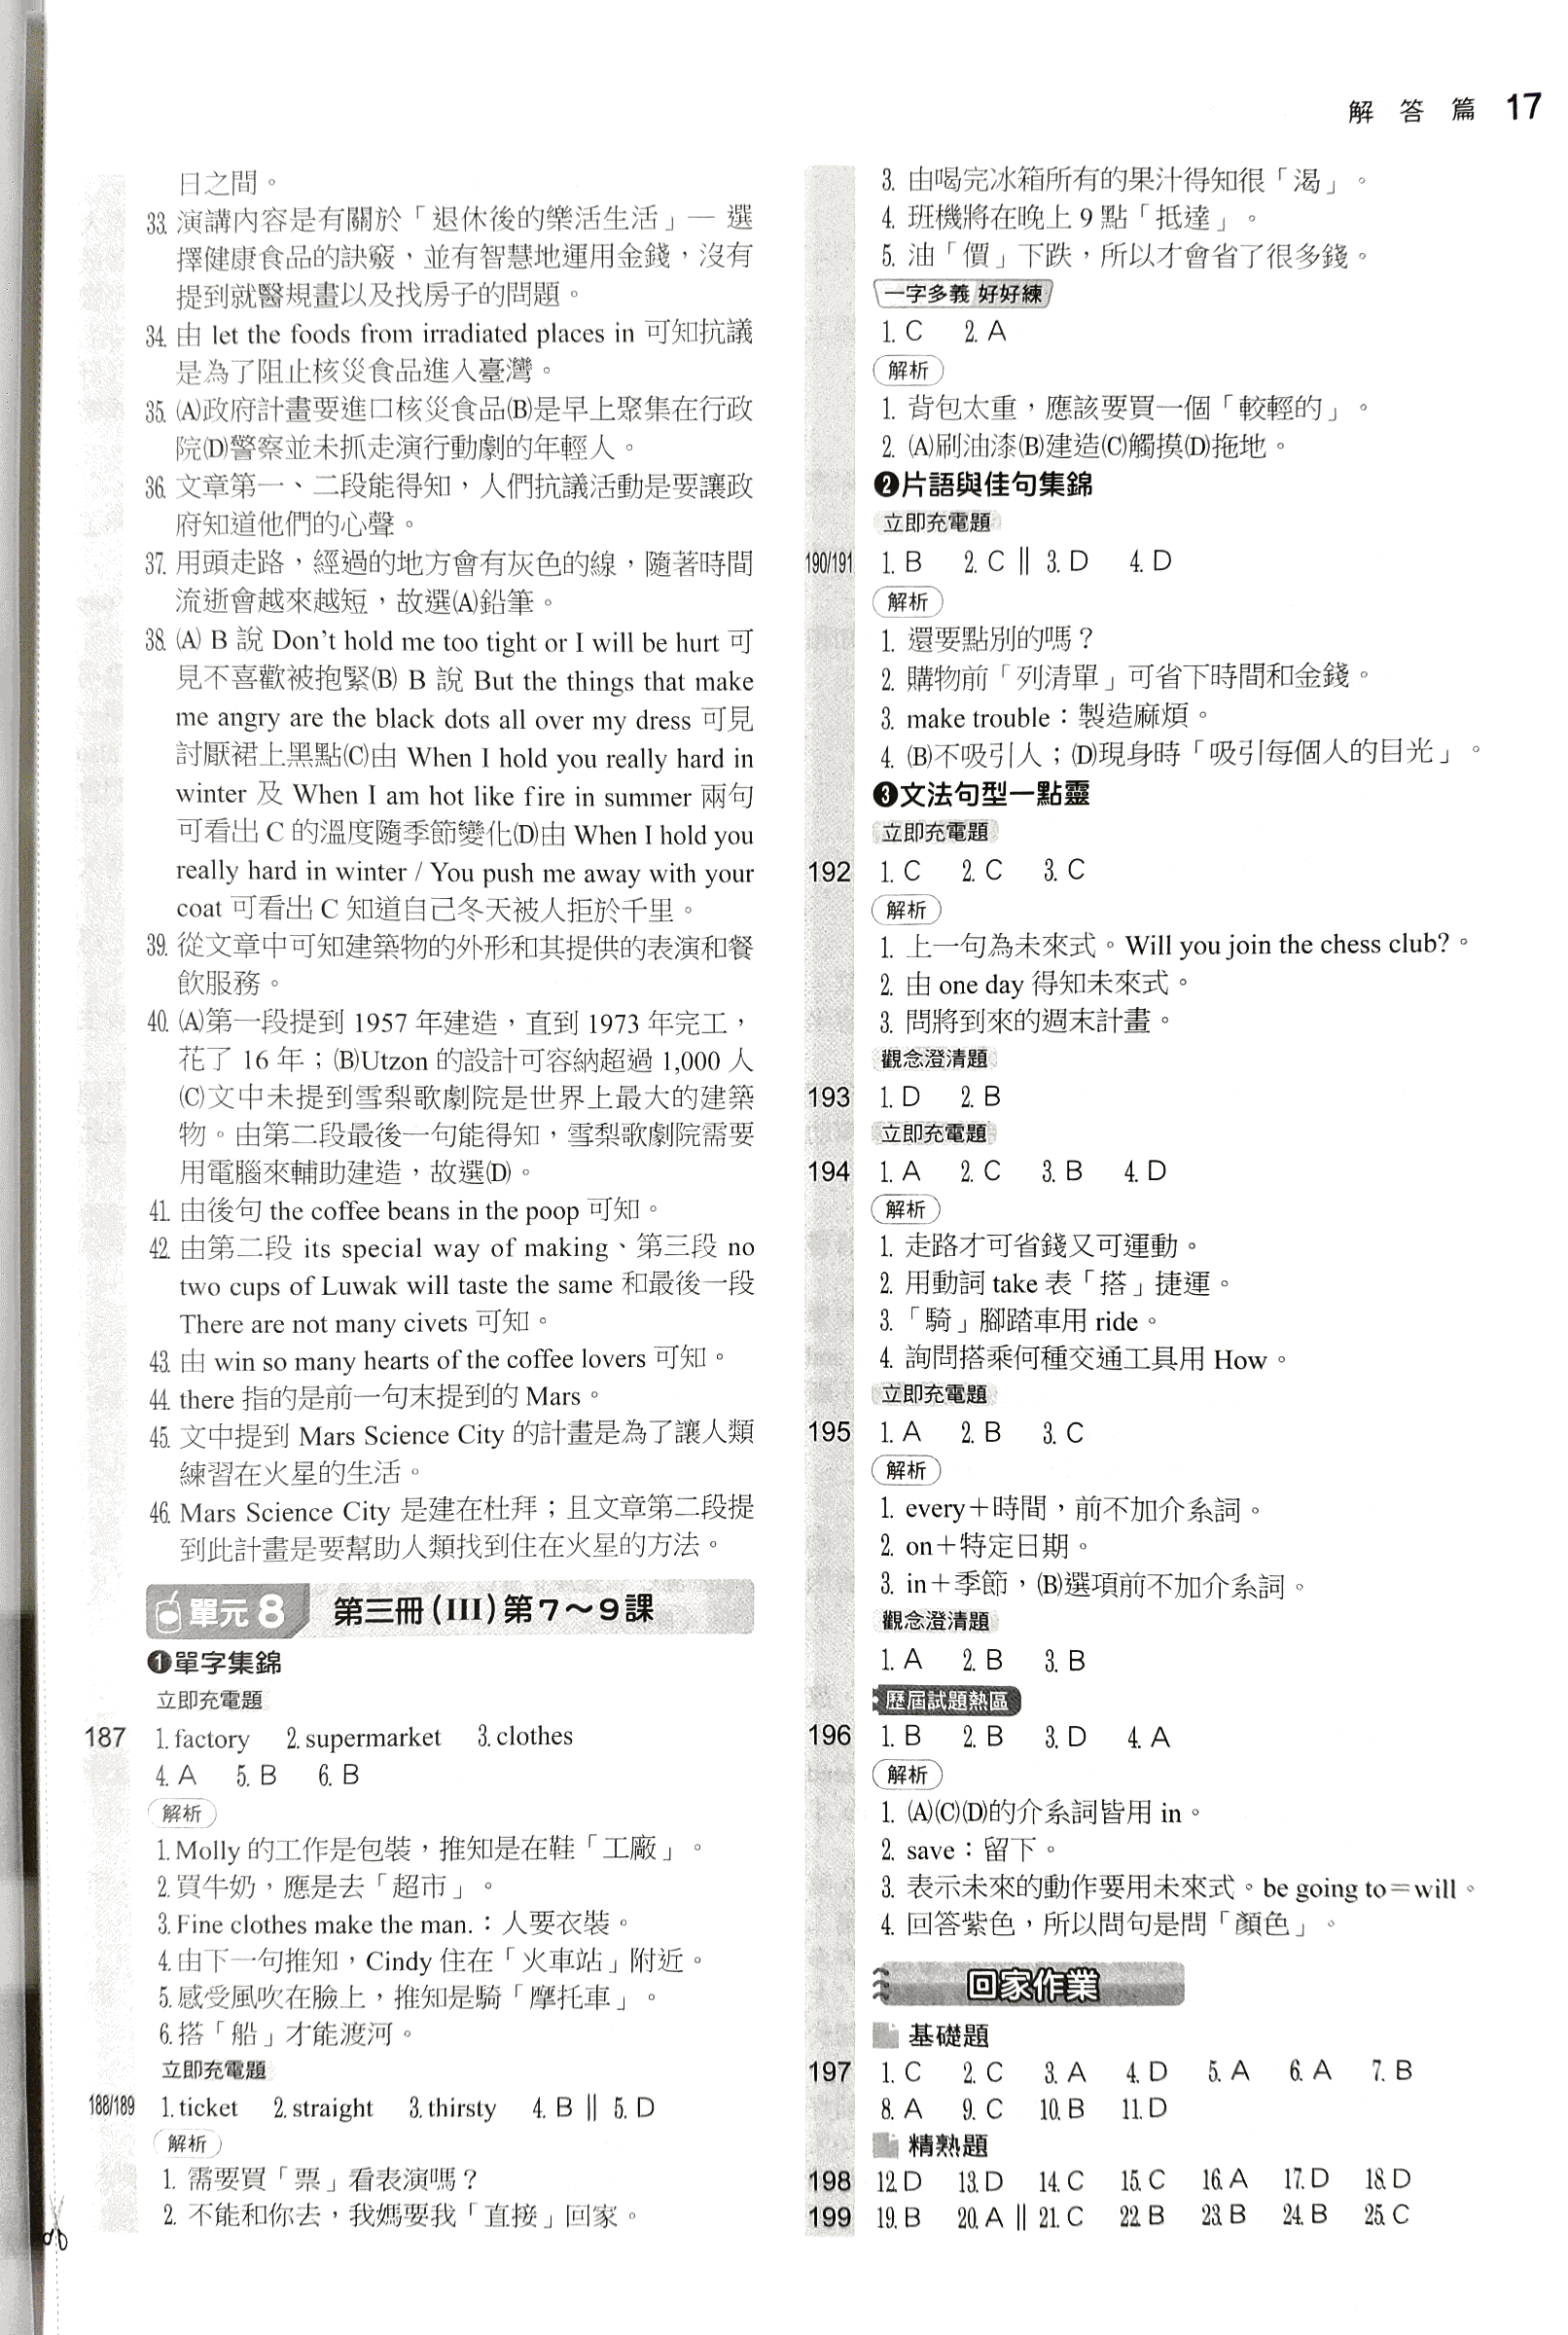 解答篇 17
日之間。
33. 演講內容是有關於「退休後的樂活生活」— 選
擇健康食品的訣竅，並有智慧地運用金錢，沒有
提到就醫規畫以及找房子的問題。
34. 由 let the foods from irradiated places in 可知抗議
是為了阻止核災食品進入臺灣。
35. (A)政府計畫要進口核災食品(B)是早上聚集在行政
院(D)警察並未抓走演行動劇的年輕人。
36. 文章第一、二段能得知，人們抗議活動是要讓政
府知道他們的心聲。
37. 用頭走路，經過的地方會有灰色的線，隨著時間
流逝會越來越短，故選(A)鉛筆。
38. (A) B 說 Don't hold me too tight or I will be hurt 可
見不喜歡被抱緊(B) B 說 But the things that make
me angry are the black dots all over my dress 可見
討厭裙上黑點(C)由 When I hold you really hard in
winter 及 When I am hot like fire in summer 兩句
可看出 C 的溫度隨季節變化(D)由 When I hold you
really hard in winter / You push me away with your
coat 可看出 C 知道自己冬天被人拒於千里。
39. 從文章中可知建築物的外形和其提供的表演和餐
飲服務。
40. (A)第一段提到 1957 年建造，直到 1973 年完工，
花了 16 年；(B)Utzon 的設計可容納超過 1,000 人
(C)文中未提到雪梨歌劇院是世界上最大的建築
物。由第二段最後一句能得知，雪梨歌劇院需要
用電腦來輔助建造，故選(D)。
41. 由後句 the coffee beans in the poop 可知。
42. 由第二段 its special way of making、第三段 no
two cups of Luwak will taste the same 和最後一段
There are not many civets 可知。
43. 由 win so many hearts of the coffee lovers 可知。
44. there 指的是前一句末提到的 Mars。
45. 文中提到 Mars Science City 的計畫是為了讓人類
練習在火星的生活。
46. Mars Science City 是建在杜拜；且文章第二段提
到此計畫是要幫助人類找到住在火星的方法。
單元 8 第三冊(III)第7～9課
❶單字集錦
立即充電題
187 1. factory 2. supermarket 3. clothes
4. A 5. B 6. B
解析
1. Molly 的工作是包裝，推知是在鞋「工廠」。
2. 買牛奶，應是去「超市」。
3. Fine clothes make the man.：人要衣裝。
4. 由下一句推知，Cindy 住在「火車站」附近。
5. 感受風吹在臉上，推知是騎「摩托車」。
6. 搭「船」才能渡河。
立即充電題
188/189 1. ticket 2. straight 3. thirsty 4. B ‖ 5. D
解析
1. 需要買「票」看表演嗎？
2. 不能和你去，我媽要我「直接」回家。
3. 由喝完冰箱所有的果汁得知很「渴」。
4. 班機將在晚上 9 點「抵達」。
5. 油「價」下跌，所以才會省了很多錢。
一字多義 好好練
1. C 2. A
解析
1. 背包太重，應該要買一個「較輕的」。
2. (A)刷油漆(B)建造(C)觸摸(D)拖地。
❷片語與佳句集錦
立即充電題
190/191 1. B 2. C ‖ 3. D 4. D
解析
1. 還要點別的嗎？
2. 購物前「列清單」可省下時間和金錢。
3. make trouble：製造麻煩。
4. (B)不吸引人；(D)現身時「吸引每個人的目光」。
❸文法句型一點靈
立即充電題
192 1. C 2. C 3. C
解析
1. 上一句為未來式。Will you join the chess club?。
2. 由 one day 得知未來式。
3. 問將到來的週末計畫。
觀念澄清題
193 1. D 2. B
立即充電題
194 1. A 2. C 3. B 4. D
解析
1. 走路才可省錢又可運動。
2. 用動詞 take 表「搭」捷運。
3. 「騎」腳踏車用 ride。
4. 詢問搭乘何種交通工具用 How。
立即充電題
195 1. A 2. B 3. C
解析
1. every＋時間，前不加介系詞。
2. on＋特定日期。
3. in＋季節，(B)選項前不加介系詞。
觀念澄清題
1. A 2. B 3. B
歷屆試題熱區
196 1. B 2. B 3. D 4. A
解析
1. (A)(C)(D)的介系詞皆用 in。
2. save：留下。
3. 表示未來的動作要用未來式。be going to＝will。
4. 回答紫色，所以問句是問「顏色」。
回家作業
基礎題
197 1. C 2. C 3. A 4. D 5. A 6. A 7. B
8. A 9. C 10. B 11. D
精熟題
198 12. D 13. D 14. C 15. C 16. A 17. D 18. D
199 19. B 20. A ‖ 21. C 22. B 23. B 24. B 25. C